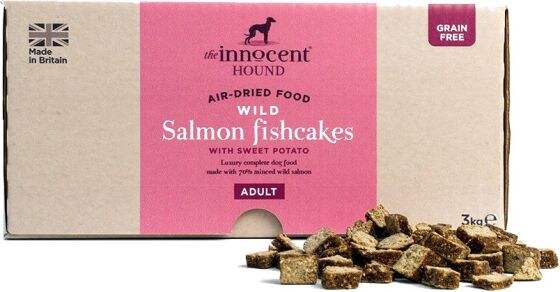 Made
in Britain
the innocent®
HOUND
GRAIN
FREE
AIR-DRIED FOOD
WILD
Salmon fishcakes
WITH SWEET POTATO
Luxury complete dog food
made with 70% minced wild salmon
ADULT
3kg℮